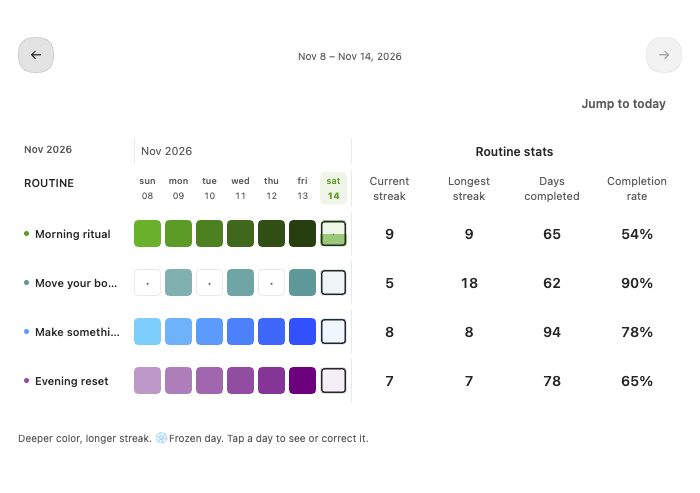 ←
Nov 8 – Nov 14, 2026
→
Jump to today
Nov 2026
Nov 2026
Routine stats
ROUTINE
sun mon tue wed thu fri sat
08 09 10 11 12 13 14
Current streak
Longest streak
Days completed
Completion rate
Morning ritual 9 9 65 54%
Move your bo... 5 18 62 90%
Make somethi... 8 8 94 78%
Evening reset 7 7 78 65%
Deeper color, longer streak. ❄️Frozen day. Tap a day to see or correct it.